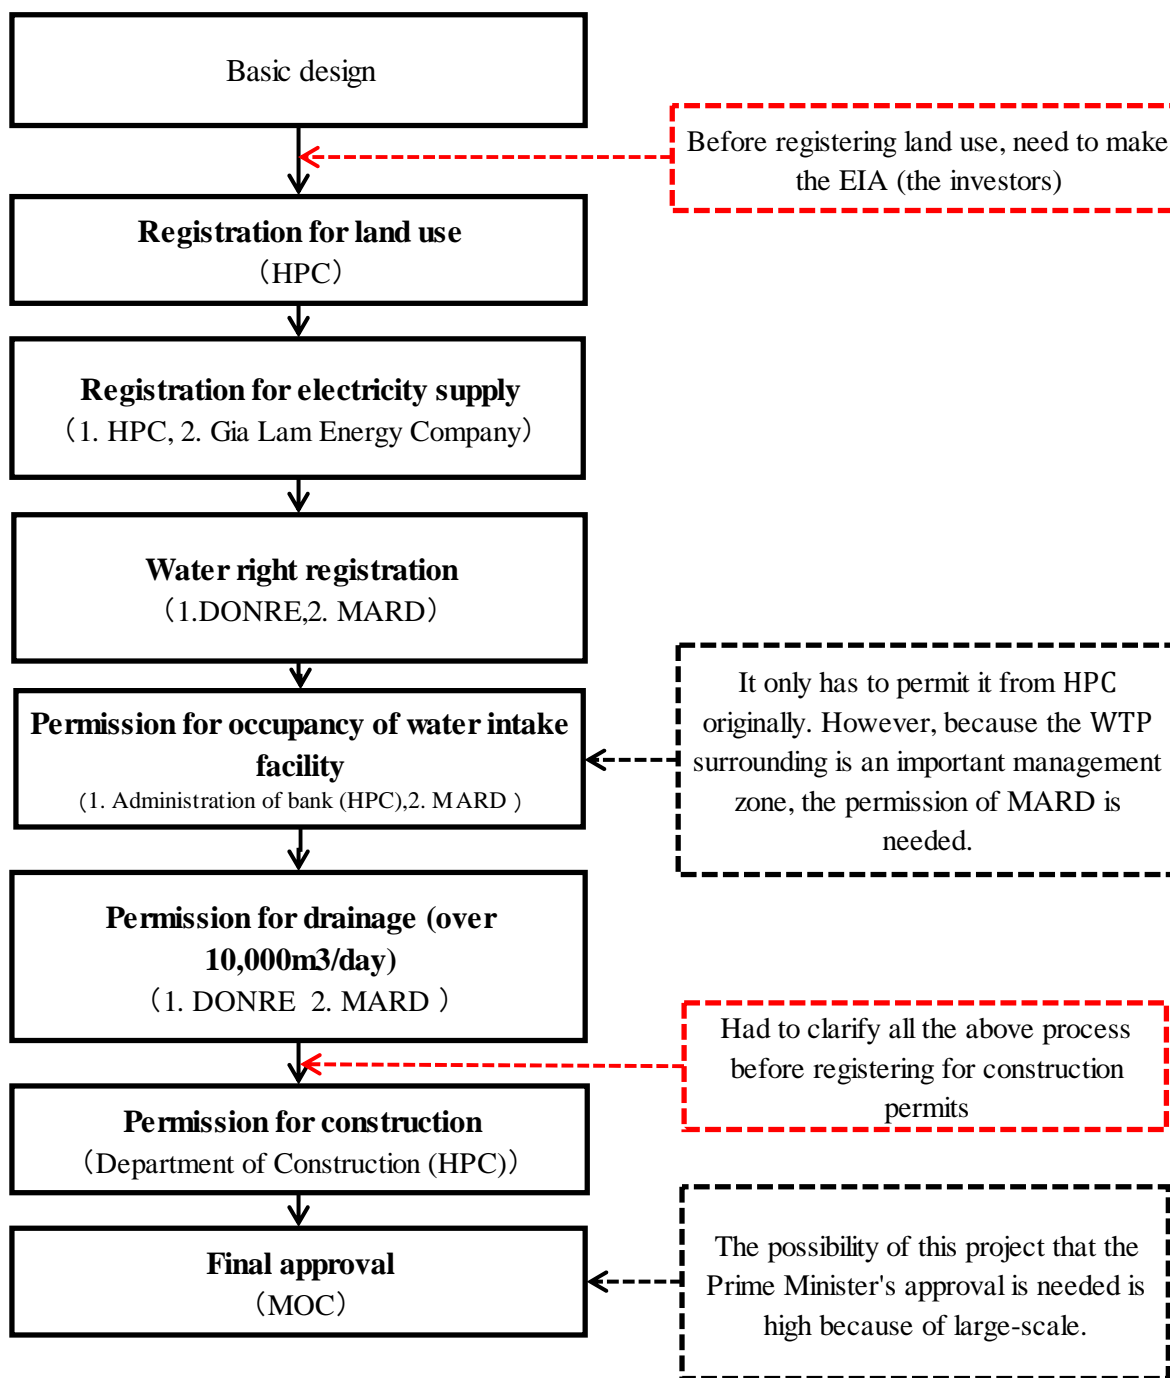 Basic design
Before registering land use, need to make
the EIA (the investors)
Registration for land use
（HPC）
Registration for electricity supply
（1. HPC, 2. Gia Lam Energy Company）
Water right registration
（1.DONRE,2. MARD）
Permission for occupancy of water intake
facility
（1. Administration of bank (HPC),2. MARD ）
It only has to permit it from HPC
originally. However, because the WTP
surrounding is an important management
zone, the permission of MARD is
needed.
Permission for drainage (over
10,000m3/day)
（1. DONRE  2. MARD ）
Had to clarify all the above process
before registering for construction
permits
Permission for construction
（Department of Construction (HPC)）
Final approval
（MOC）
The possibility of this project that the
Prime Minister's approval is needed is
high because of large-scale.